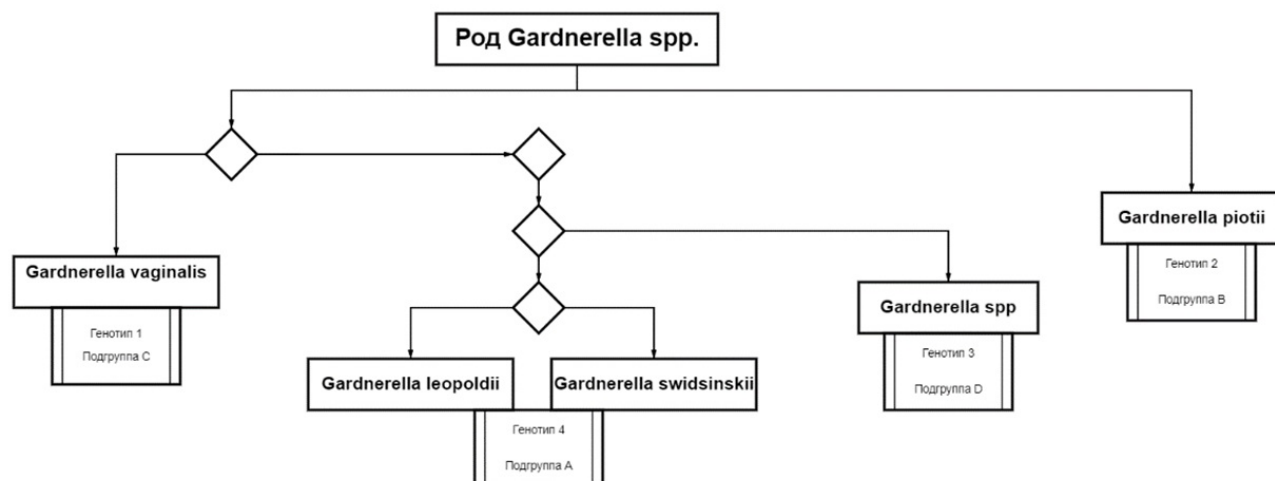 Род Gardnerella spp.
Gardnerella piotii
Генотип 2
Подгруппа B
Gardnerella vaginalis
Генотип 1
Подгруппа C
Gardnerella spp
Генотип 3
Подгруппа D
Gardnerella leopoldii
Gardnerella swidsinskii
Генотип 4
Подгруппа A